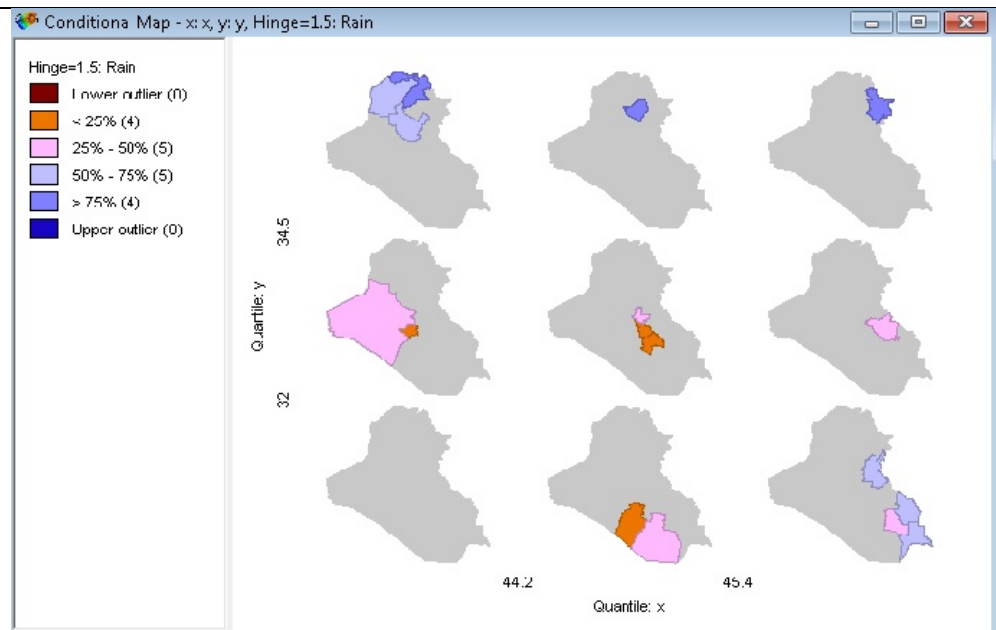 Conditiona Map - x: x, y: y, Hinge=1.5: Rain
Hinge=1.5: Rain
Lower outlier (0)
< 25% (4)
25% - 50% (5)
50% - 75% (5)
> 75% (4)
Upper outlier (0)
34.5
Quartile: y
32
44.2
45.4
Quantile: x